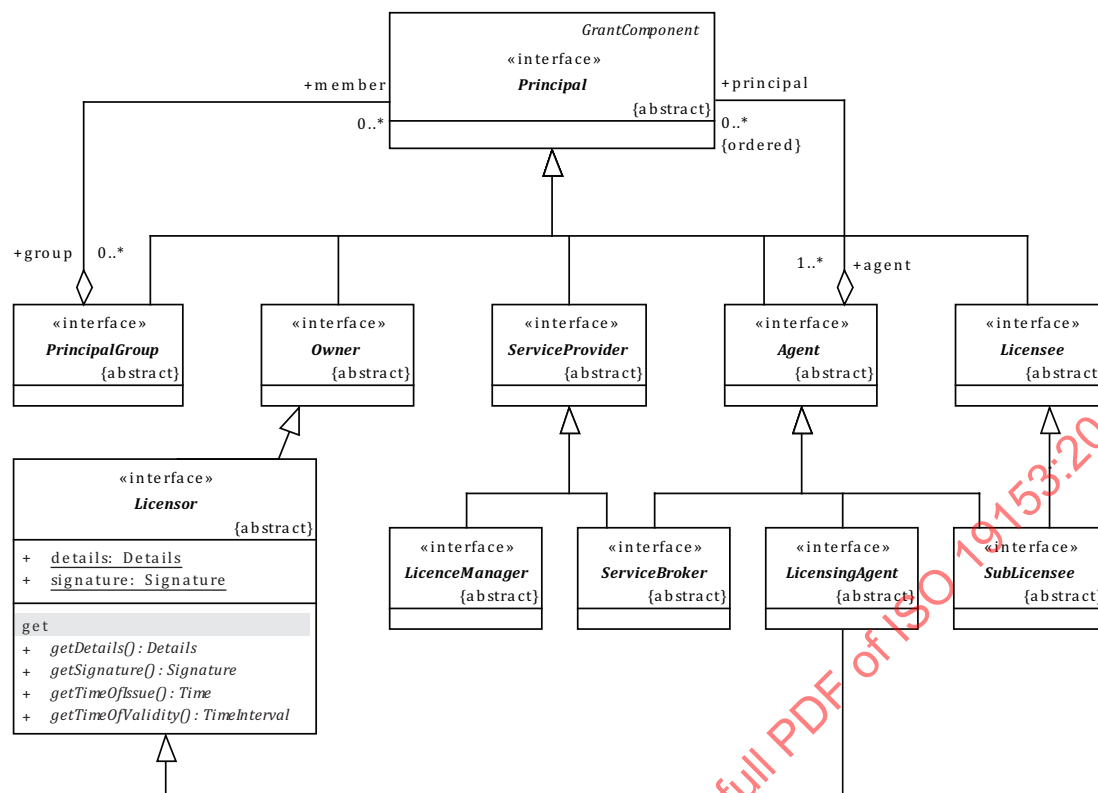 GrantComponent
«interface»
Principal
{abstract}
+member
0..*
+principal
0..*
{ordered}
+group 0..*
1..* +agent
«interface»
PrincipalGroup
{abstract}
«interface»
Owner
{abstract}
«interface»
ServiceProvider
{abstract}
«interface»
Agent
{abstract}
«interface»
Licensee
{abstract}
«interface»
Licensor
{abstract}
+ details: Details
+ signature: Signature
get
+ getDetails() : Details
+ getSignature() : Signature
+ getTimeOfIssue() : Time
+ getTimeOfValidity() : TimeInterval
«interface»
LicenceManager
{abstract}
«interface»
ServiceBroker
{abstract}
«interface»
LicensingAgent
{abstract}
«interface»
SubLicensee
{abstract}
full PDF of ISO 19153:20